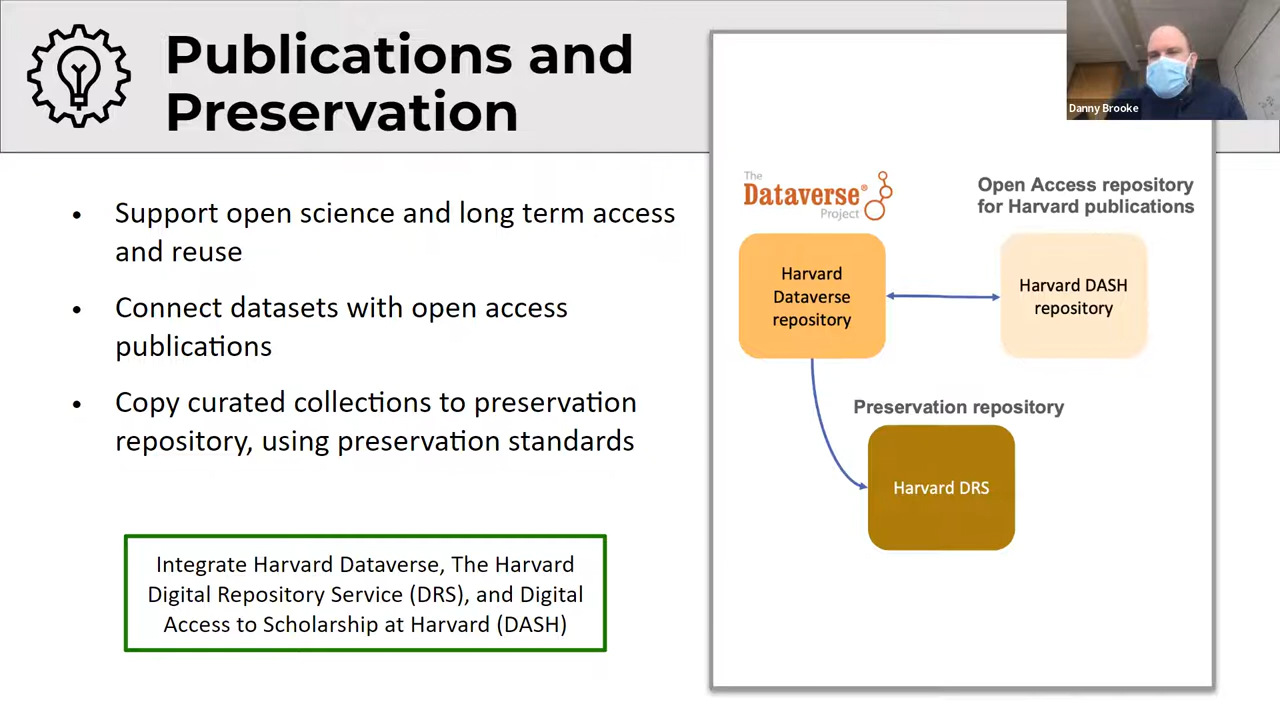 Publications and
Preservation
Support open science and long term access
and reuse
Connect datasets with open access
publications
Copy curated collections to preservation
repository, using preservation standards
Integrate Harvard Dataverse, The Harvard
Digital Repository Service (DRS), and Digital
Access to Scholarship at Harvard (DASH)
Danny Brooke
The
Dataverse®
Project
Open Access repository
for Harvard publications
Harvard
Dataverse
repository
Harvard DASH
repository
Preservation repository
Harvard DRS